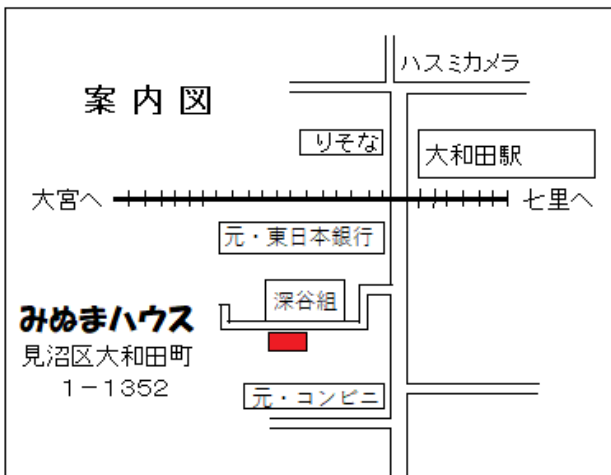 ハスミカメラ
案内図
りそな
大和田駅
大宮へ
七里へ
元・東日本銀行
深谷組
みぬまハウス
見沼区大和田町
1－1352
元・コンビニ